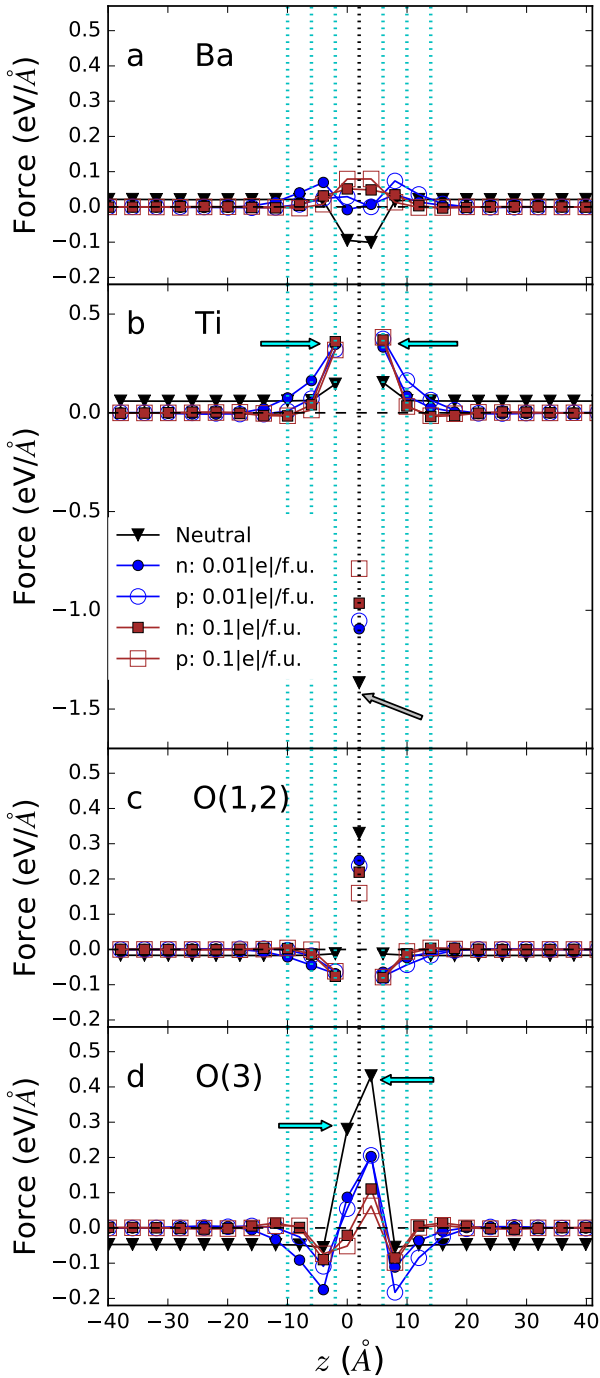 a Ba
Force (eV/Å)
0.5
0.4
0.3
0.2
0.1
0.0
−0.1
−0.2
b Ti
Force (eV/Å)
0.5
0.0
−0.5
−1.0
−1.5
Neutral
n: 0.01|e|/f.u.
p: 0.01|e|/f.u.
n: 0.1|e|/f.u.
p: 0.1|e|/f.u.
c O(1,2)
Force (eV/Å)
0.5
0.4
0.3
0.2
0.1
0.0
−0.1
−0.2
d O(3)
Force (eV/Å)
0.5
0.4
0.3
0.2
0.1
0.0
−0.1
−0.2
−40 −30 −20 −10 0 10 20 30 40
z (Å)